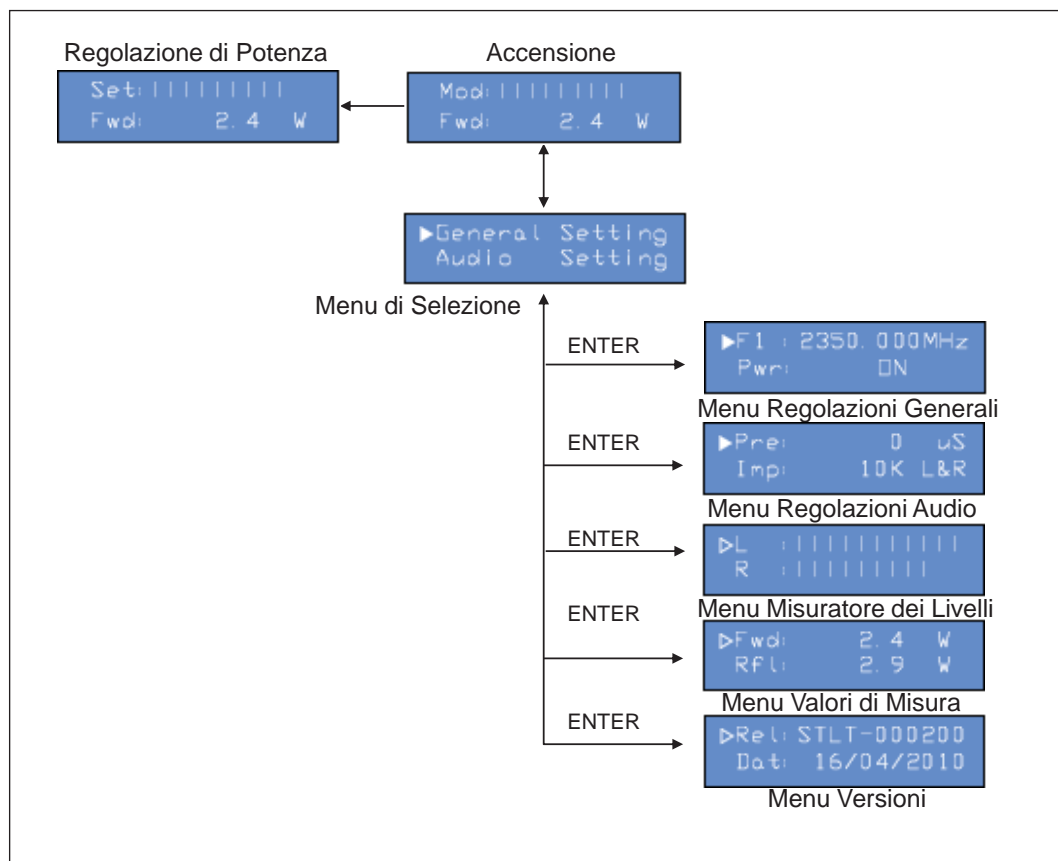 Regolazione di Potenza
Accensione
Set:|||||||||
Fwd: 2.4 W
Mod:|||||||||
Fwd: 2.4 W
▶General Setting
Audio Setting
Menu di Selezione
ENTER
▶F1 : 2350.000MHz
Pwr: ON
Menu Regolazioni Generali
ENTER
▶Pre: 0 uS
Imp: 10K L&R
Menu Regolazioni Audio
ENTER
▷L :|||||||||||
R :|||||||||
Menu Misuratore dei Livelli
ENTER
▷Fwd: 2.4 W
Rfl: 2.9 W
Menu Valori di Misura
ENTER
▷Rel: STLT-000200
Dat: 16/04/2010
Menu Versioni